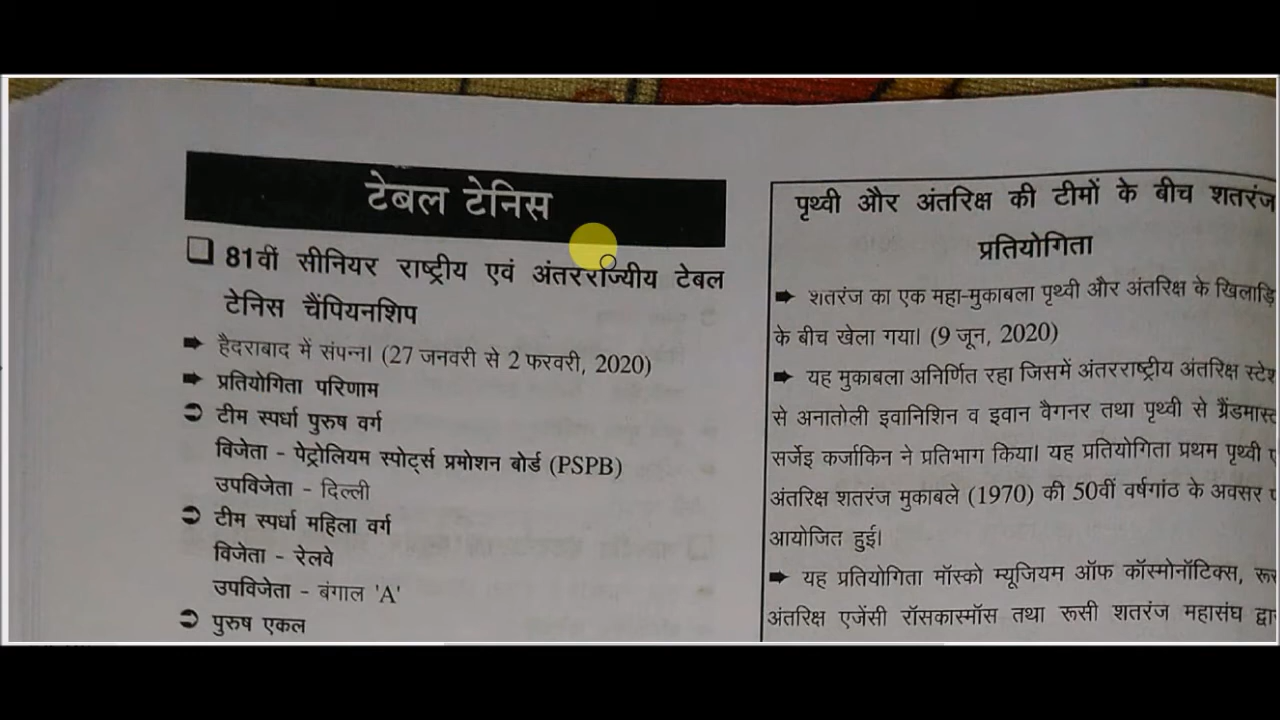 टेबल टेनिस
81वीं सीनियर राष्ट्रीय एवं अंतरराज्यीय टेबल
टेनिस चैंपियनशिप
हैदराबाद में संपन्न। (27 जनवरी से 2 फरवरी, 2020)
प्रतियोगिता परिणाम
टीम स्पर्धा पुरुष वर्ग
विजेता - पेट्रोलियम स्पोर्ट्स प्रमोशन बोर्ड (PSPB)
उपविजेता - दिल्ली
टीम स्पर्धा महिला वर्ग
विजेता - रेलवे
उपविजेता - बंगाल 'A'
पुरुष एकल
पृथ्वी और अंतरिक्ष की टीमों के बीच शतरंज
प्रतियोगिता
शतरंज का एक महा-मुकाबला पृथ्वी और अंतरिक्ष के
के बीच खेला गया। (9 जून, 2020)
यह मुकाबला अनिर्णित रहा जिसमें अंतरराष्ट्रीय अंतरिक्ष
से अनातोली इवानिशिन व इवान वैगनर तथा पृथ्वी से
सर्जेइ कर्जाकिन ने प्रतिभाग किया। यह प्रतियोगिता प्रथम पृथ्वी
अंतरिक्ष शतरंज मुकाबले (1970) की 50वीं वर्षगांठ के अवसर
आयोजित हुई।
यह प्रतियोगिता मॉस्को म्यूजियम ऑफ कॉस्मोनॉटिक्स,
अंतरिक्ष एजेंसी रॉसकास्मॉस तथा रूसी शतरंज महासंघ